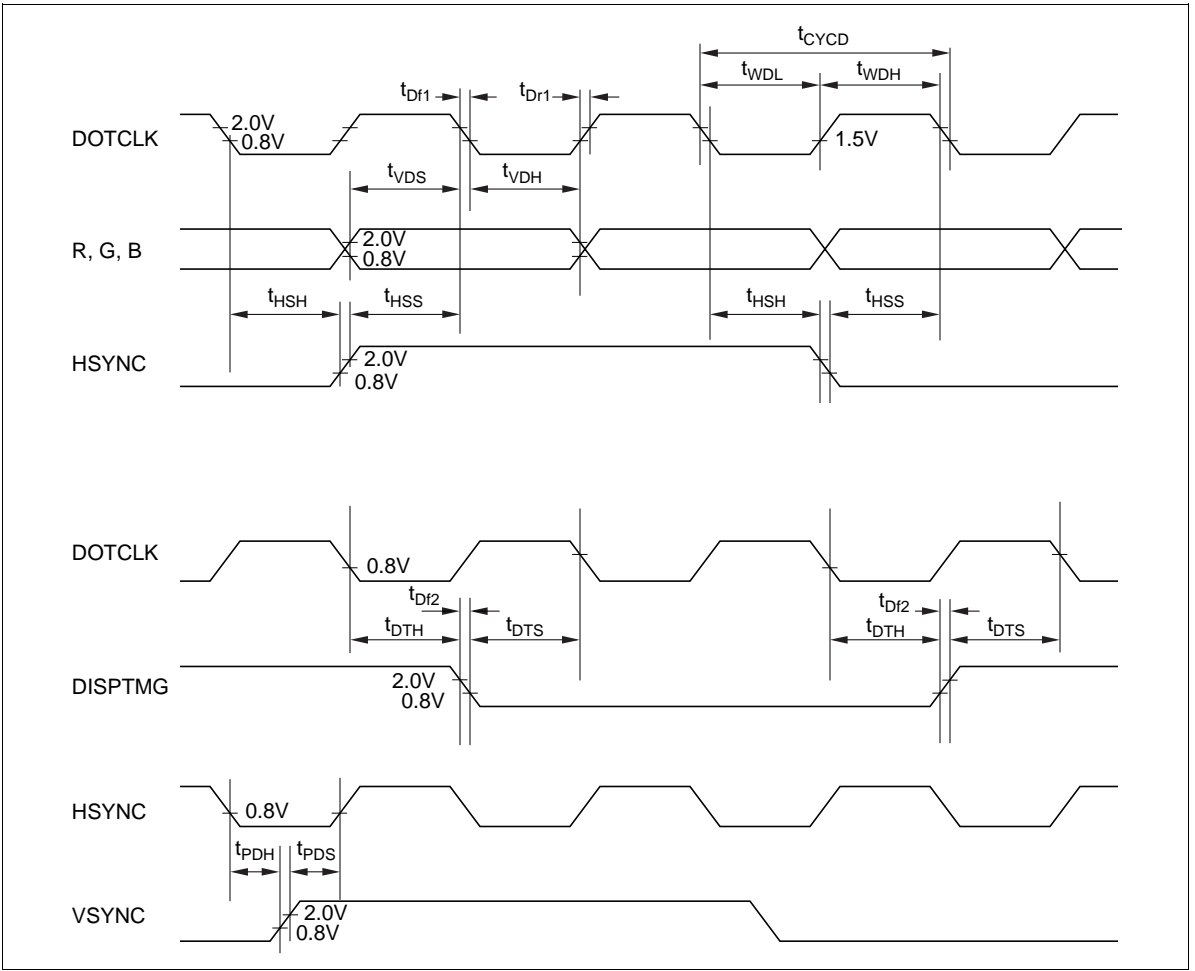 tCYCD
tWDL tWDH
tDf1 tDr1
DOTCLK 2.0V
0.8V 1.5V
tVDS tVDH
R, G, B 2.0V
0.8V
tHSH tHSS tHSH tHSS
HSYNC 2.0V
0.8V
DOTCLK 0.8V
tDf2 tDf2
tDTH tDTS tDTH tDTS
DISPTMG 2.0V
0.8V
HSYNC 0.8V
tPDH tPDS
VSYNC 2.0V
0.8V